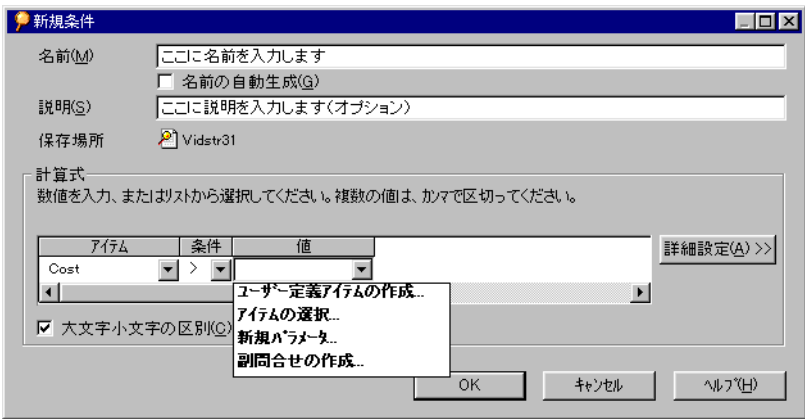 新規条件
名前(M)
ここに名前を入力します
名前の自動生成(G)
説明(S)
ここに説明を入力します(オプション)
保存場所
Vidstr31
計算式
数値を入力、またはリストから選択してください。複数の値は、カンマで区切ってください。
アイテム 条件 値
Cost > 
詳細設定(A) >>
ユーザー定義アイテムの作成...
アイテムの選択...
新規パラメータ...
副問合せの作成...
大文字小文字の区別(C)
OK キャンセル ヘルプ(H)